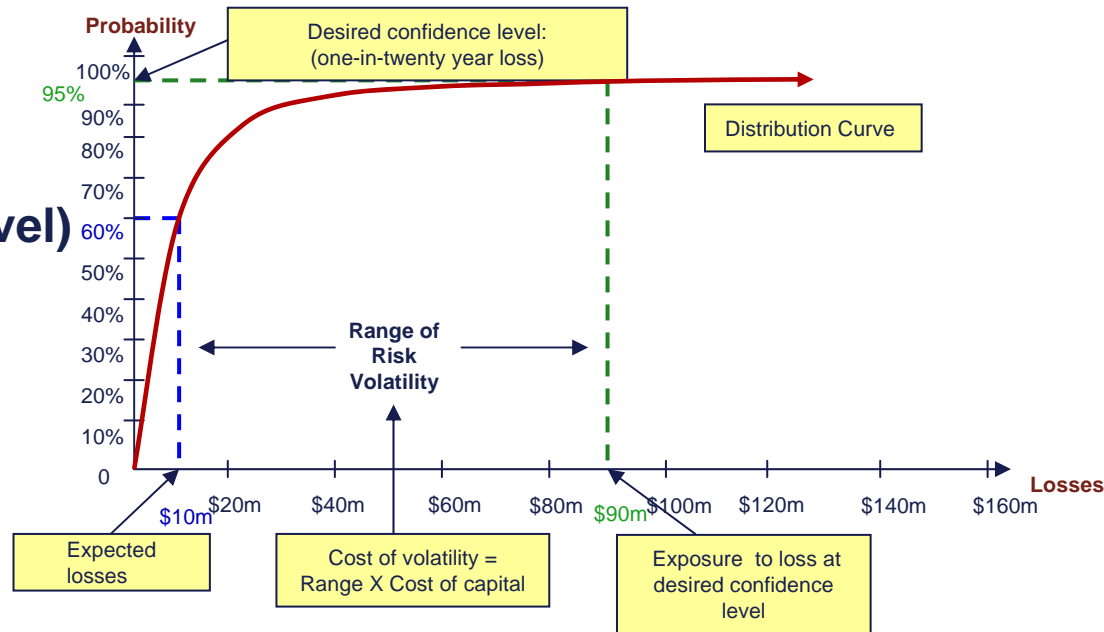 Probability
Desired confidence level:
(one-in-twenty year loss)
100%
95%
90%
Distribution Curve
80%
70%
vel)
60%
50%
40%
Range of
Risk
Volatility
30%
20%
10%
0
Losses
$10m
$20m
$40m
$60m
$80m
$90m
$100m
$120m
$140m
$160m
Expected
losses
Cost of volatility =
Range X Cost of capital
Exposure to loss at
desired confidence
level